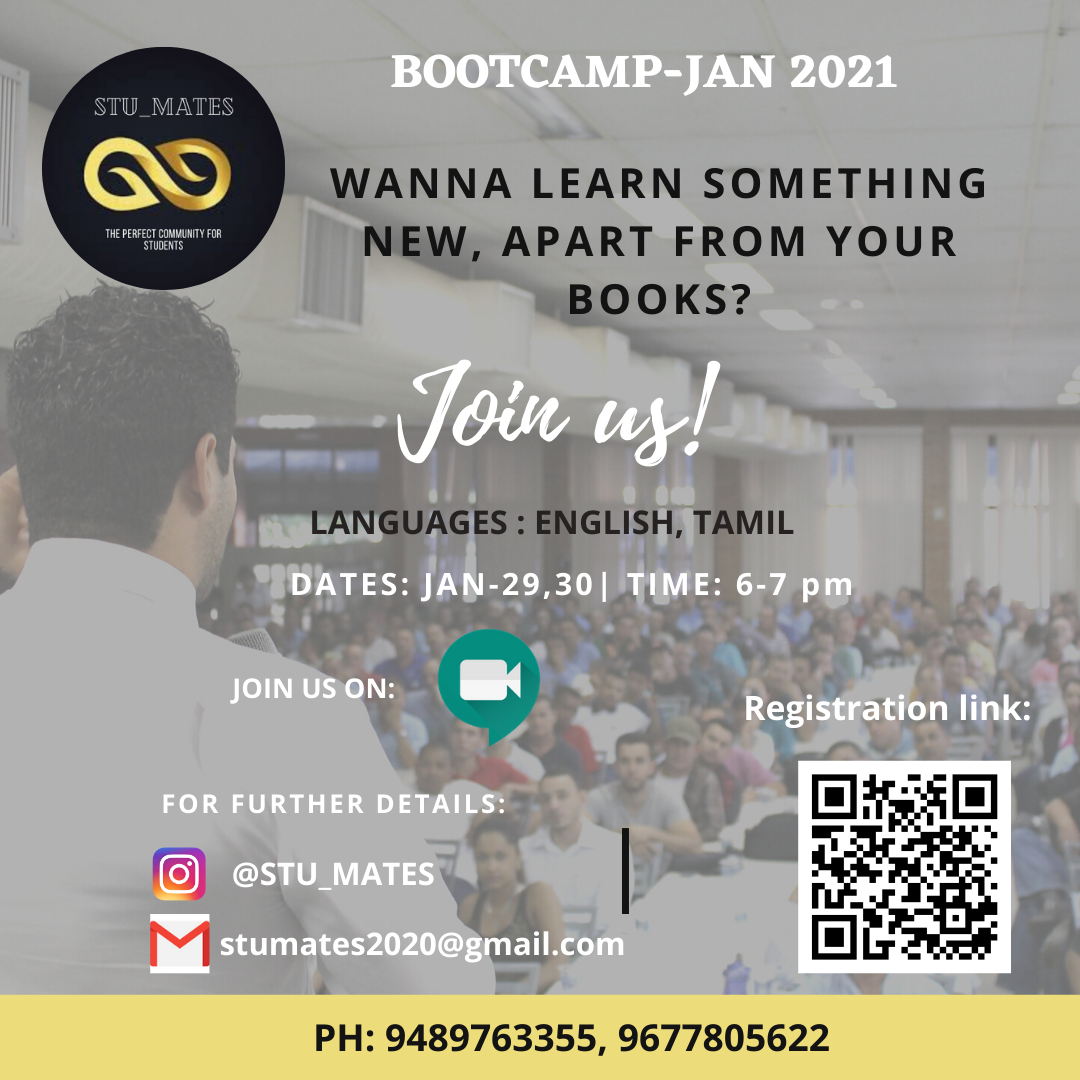 STU_MATES
THE PERFECT COMMUNITY FOR
STUDENTS
BOOTCAMP-JAN 2021
WANNA LEARN SOMETHING
NEW, APART FROM YOUR
BOOKS?
Join us!
LANGUAGES : ENGLISH, TAMIL
DATES: JAN-29,30| TIME: 6-7 pm
JOIN US ON:
Registration link:
FOR FURTHER DETAILS:
@STU_MATES
stumates2020@gmail.com
PH: 9489763355, 9677805622